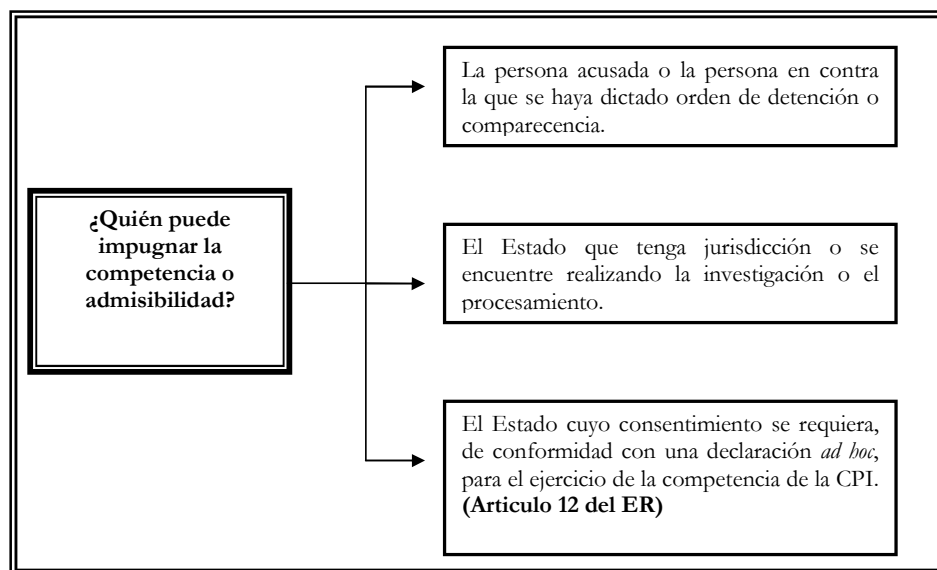 La persona acusada o la persona en contra
la que se haya dictado orden de detención o
comparecencia.
¿Quién puede
impugnar la
competencia o
admisibilidad?
El Estado que tenga jurisdicción o se
encuentre realizando la investigación o el
procesamiento.
El Estado cuyo consentimiento se requiera,
de conformidad con una declaración ad hoc,
para el ejercicio de la competencia de la CPI.
(Articulo 12 del ER)